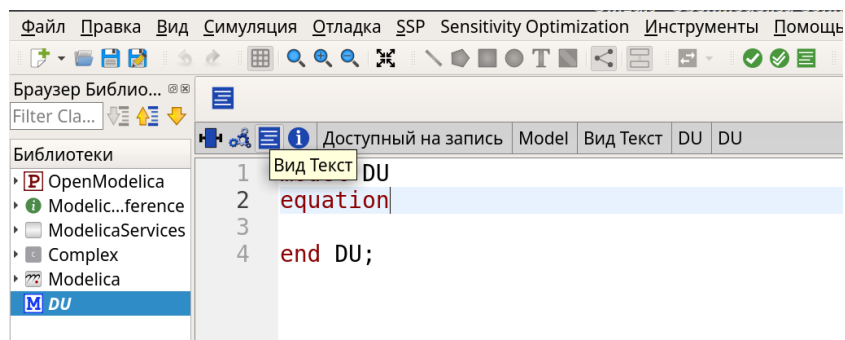 Файл Правка Вид Симуляция Отладка SSP Sensitivity Optimization Инструменты Помощь
Браузер Библио...
Filter Cla...
Библиотеки
P OpenModelica
Modelic...ference
ModelicaServices
Complex
Modelica
M DU
Доступный на запись Model Вид Текст DU DU
Вид Текст
1 DU
2 equation
3
4 end DU;